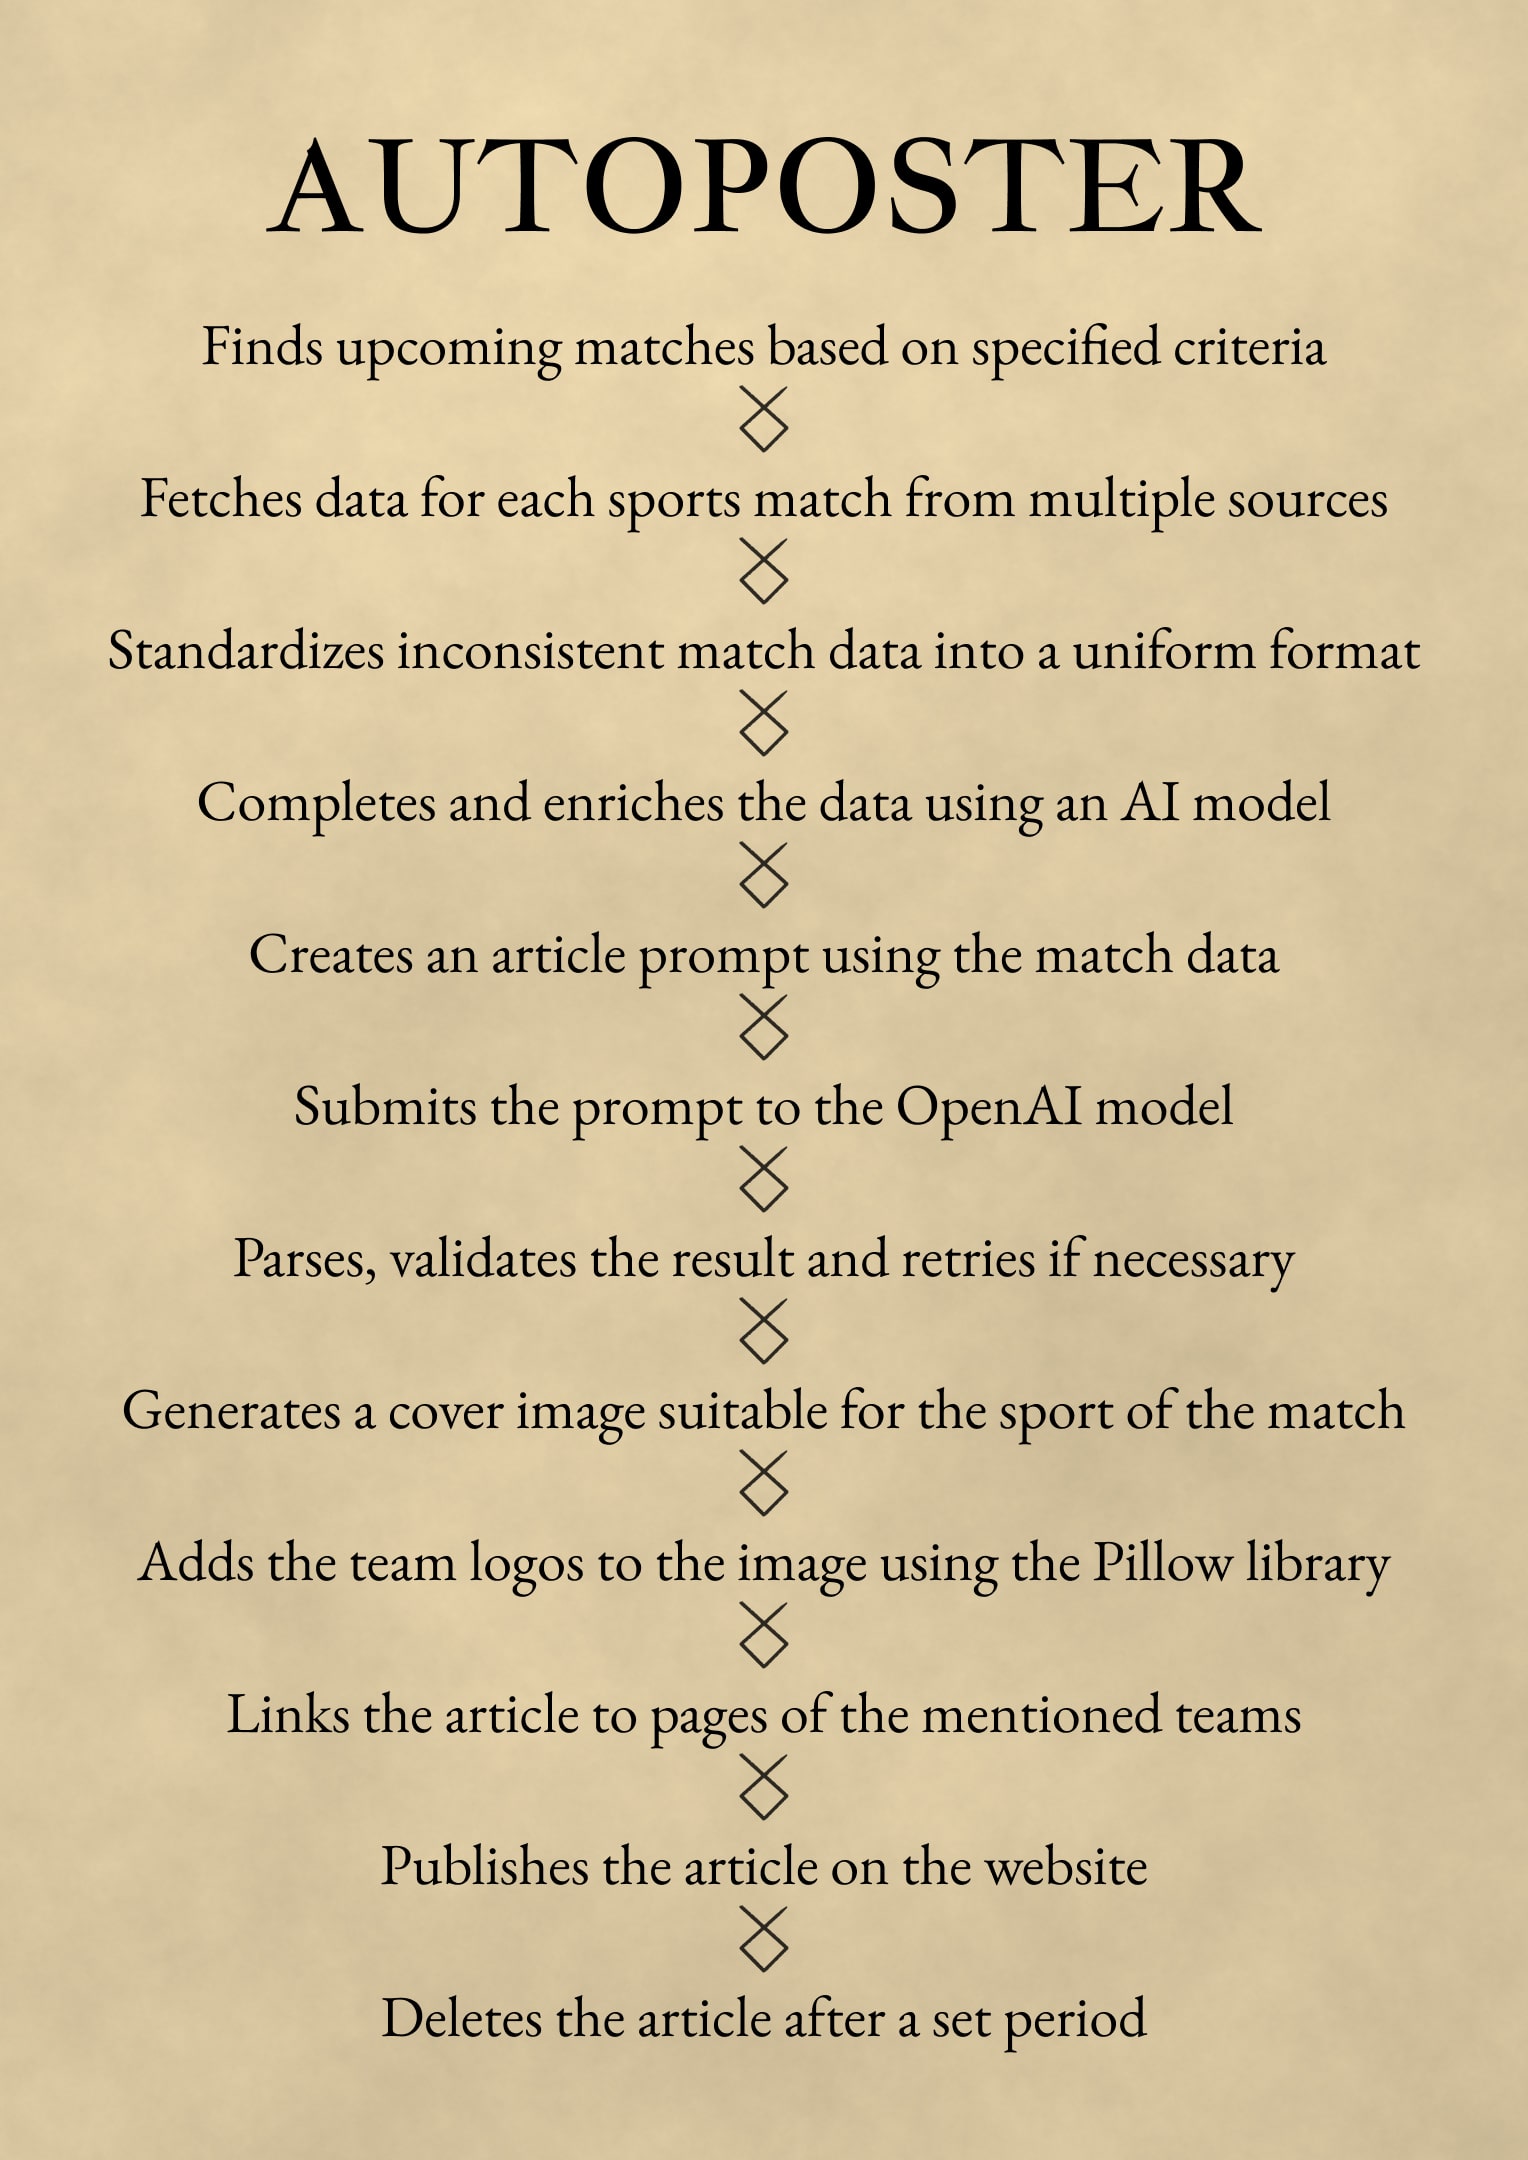 AUTOPOSTER
Finds upcoming matches based on specified criteria
Fetches data for each sports match from multiple sources
Standardizes inconsistent match data into a uniform format
Completes and enriches the data using an AI model
Creates an article prompt using the match data
Submits the prompt to the OpenAI model
Parses, validates the result and retries if necessary
Generates a cover image suitable for the sport of the match
Adds the team logos to the image using the Pillow library
Links the article to pages of the mentioned teams
Publishes the article on the website
Deletes the article after a set period